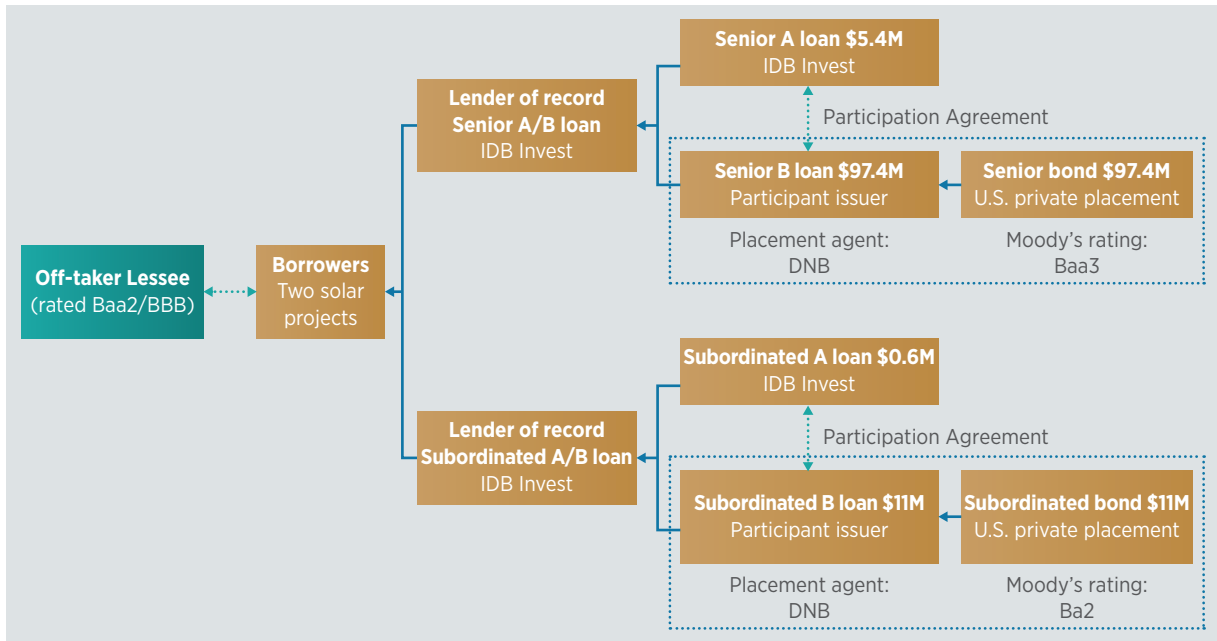 Senior A loan $5.4M
IDB Invest
Lender of record
Senior A/B loan
IDB Invest
Participation Agreement
Senior B loan $97.4M
Participant issuer
Senior bond $97.4M
U.S. private placement
Placement agent:
DNB
Moody’s rating:
Baa3
Off-taker Lessee
(rated Baa2/BBB)
Borrowers
Two solar
projects
Subordinated A loan $0.6M
IDB Invest
Lender of record
Subordinated A/B loan
IDB Invest
Participation Agreement
Subordinated B loan $11M
Participant issuer
Subordinated bond $11M
U.S. private placement
Placement agent:
DNB
Moody’s rating:
Ba2